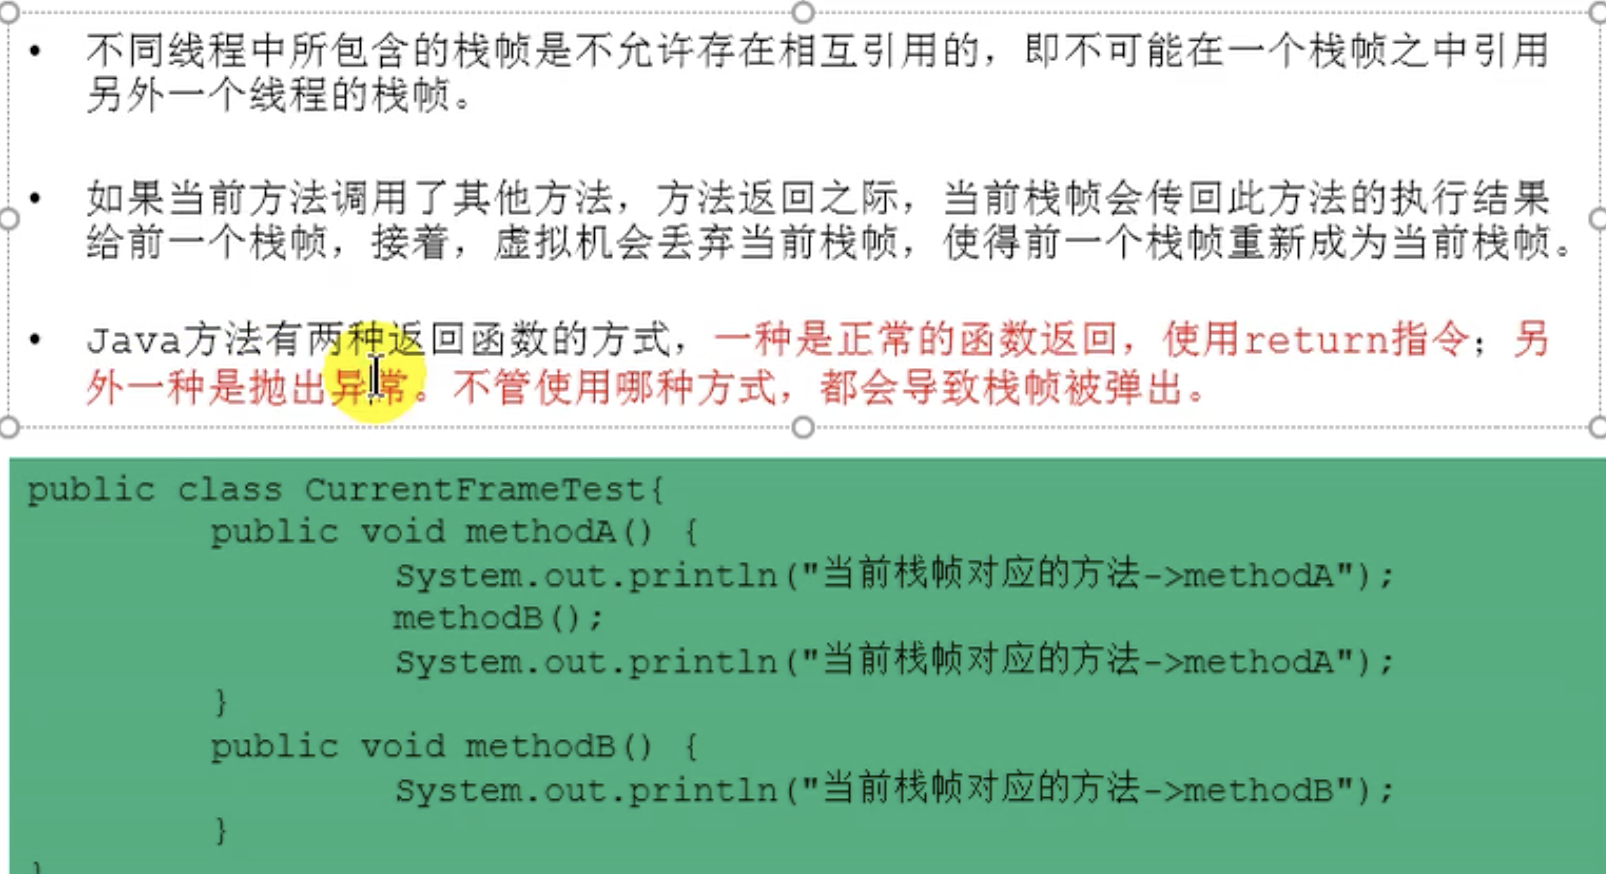 • 不同线程中所包含的栈帧是不允许存在相互引用的，即不可能在一个栈帧之中引用
另外一个线程的栈帧。
• 如果当前方法调用了其他方法，方法返回之际，当前栈帧会传回此方法的执行结果
给前一个栈帧，接着，虚拟机会丢弃当前栈帧，使得前一个栈帧重新成为当前栈帧。
• Java方法有两种返回函数的方式，一种是正常的函数返回，使用return指令；另
外一种是抛出异常。不管使用哪种方式，都会导致栈帧被弹出。
public class CurrentFrameTest{
public void methodA() {
System.out.println("当前栈帧对应的方法->methodA");
methodB();
System.out.println("当前栈帧对应的方法->methodA");
}
public void methodB() {
System.out.println("当前栈帧对应的方法->methodB");
}
}